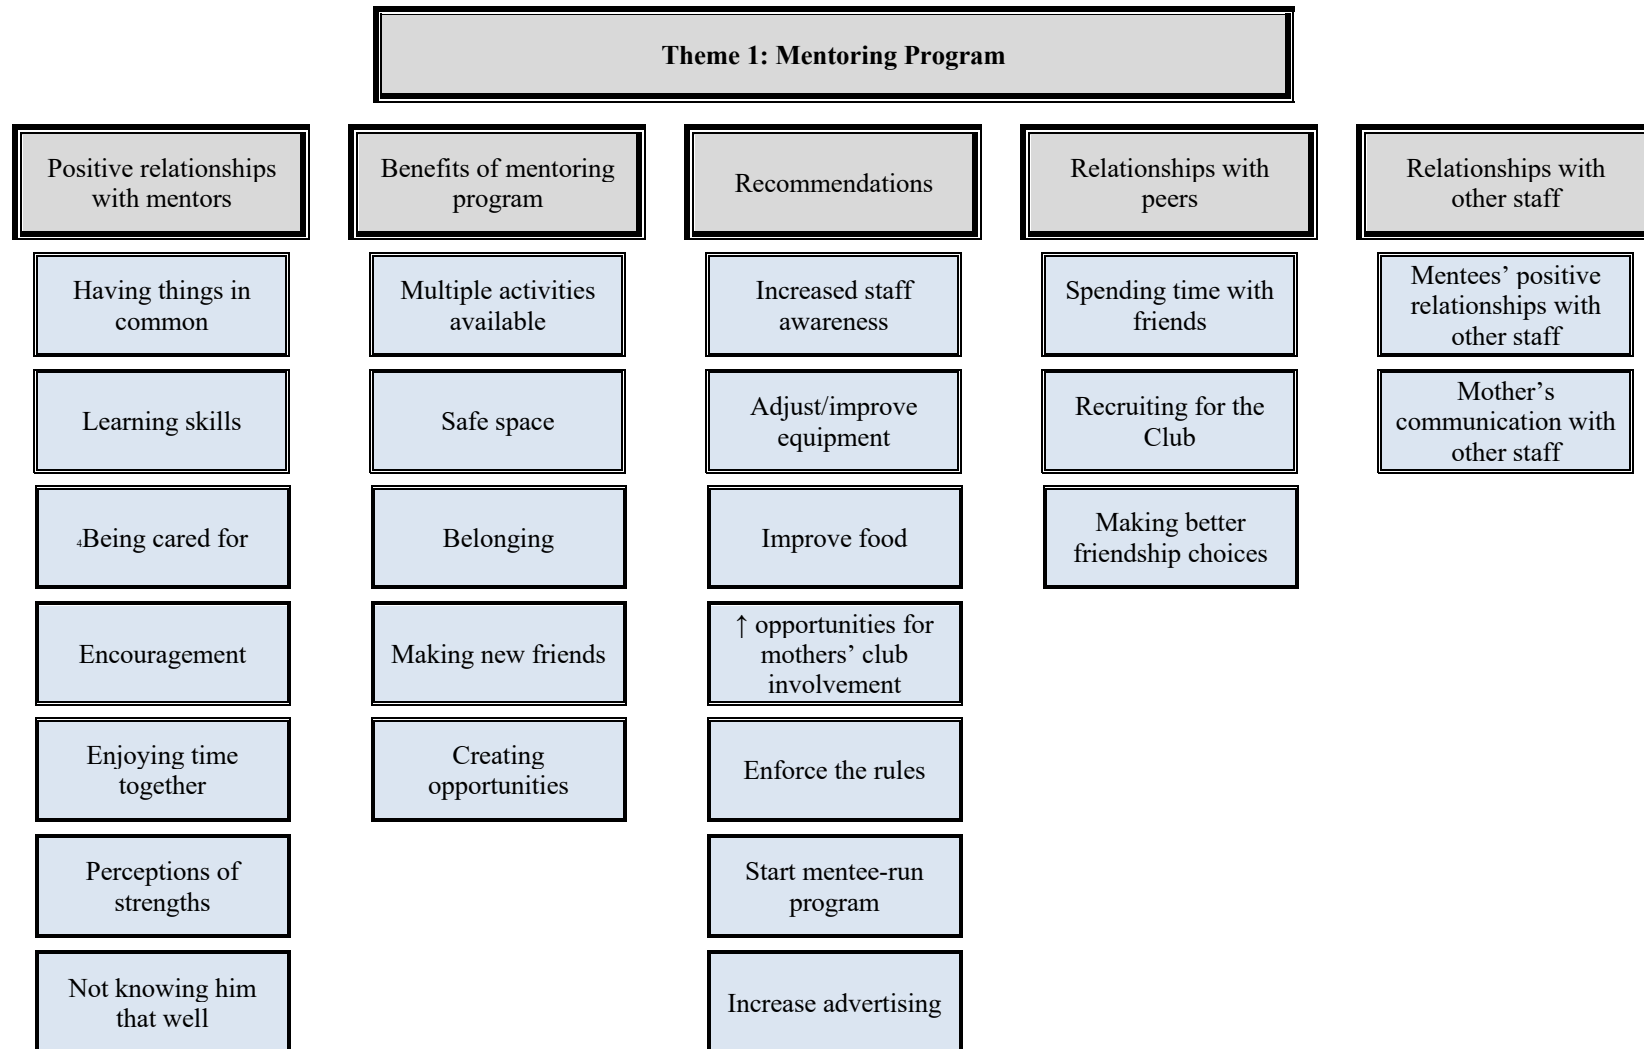 Theme 1: Mentoring Program
Positive relationships
with mentors
Having things in
common
Learning skills
4Being cared for
Encouragement
Enjoying time
together
Perceptions of
strengths
Not knowing him
that well
Benefits of mentoring
program
Multiple activities
available
Safe space
Belonging
Making new friends
Creating
opportunities
Recommendations
Increased staff
awareness
Adjust/improve
equipment
Improve food
↑ opportunities for
mothers’ club
involvement
Enforce the rules
Start mentee-run
program
Increase advertising
Relationships with
peers
Spending time with
friends
Recruiting for the
Club
Making better
friendship choices
Relationships with
other staff
Mentees’ positive
relationships with
other staff
Mother’s
communication with
other staff